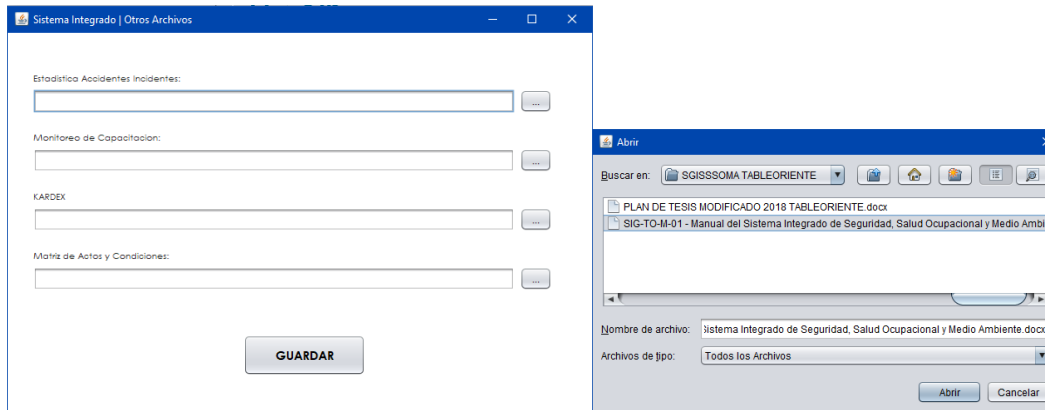 Sistema Integrado | Otros Archivos
Estadistica Accidentes Incidentes:
...
Monitoreo de Capacitacion:
...
KARDEX
...
Matriz de Actos y Condiciones:
...
GUARDAR
Abrir
Buscar en: SGISSSOMA TABLEORIENTE
PLAN DE TESIS MODIFICADO 2018 TABLEORIENTE.docx
SIG-TO-M-01 - Manual del Sistema Integrado de Seguridad, Salud Ocupacional y Medio Ambi
Nombre de archivo: Sistema Integrado de Seguridad, Salud Ocupacional y Medio Ambiente.docx
Archivos de tipo: Todos los Archivos
Abrir Cancelar